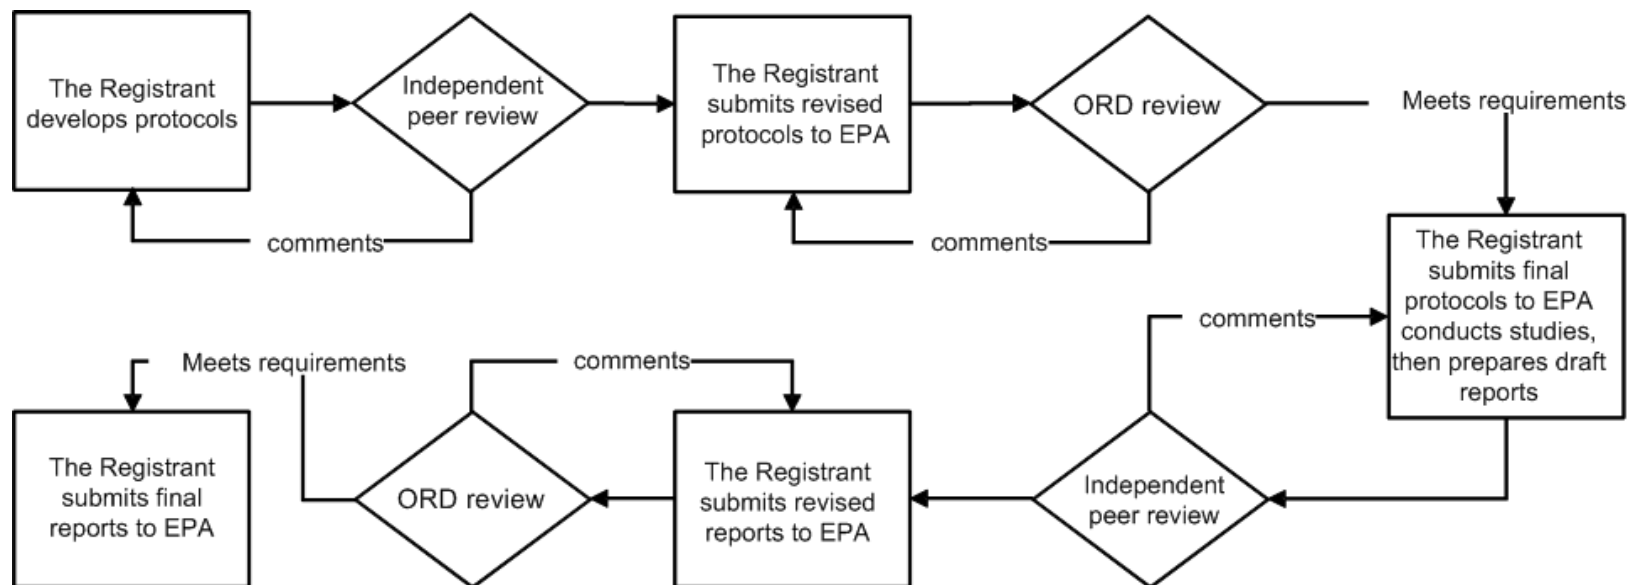 The Registrant
develops protocols
Independent
peer review
The Registrant
submits revised
protocols to EPA
ORD review
Meets requirements
comments
comments
The Registrant
submits final
protocols to EPA
conducts studies,
then prepares draft
reports
comments
Independent
peer review
The Registrant
submits revised
reports to EPA
comments
ORD review
Meets requirements
The Registrant
submits final
reports to EPA